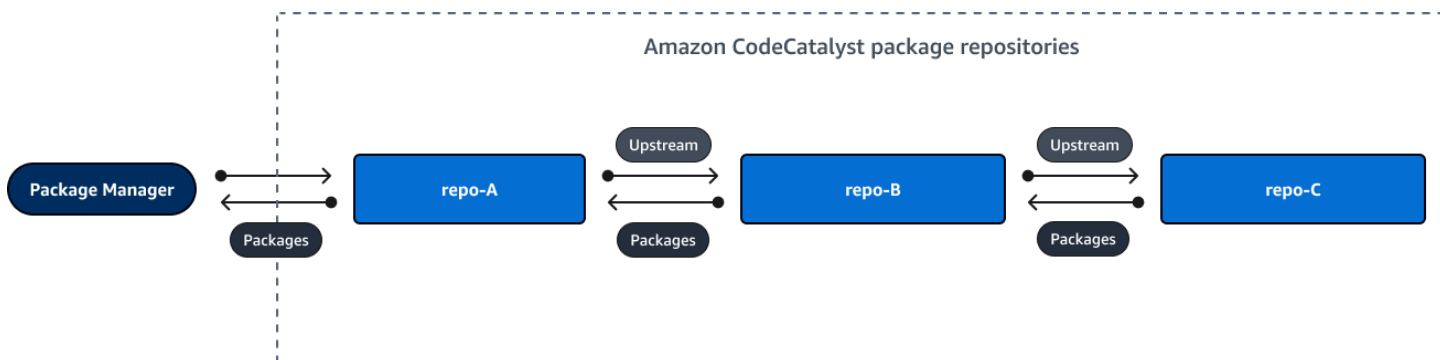 Amazon CodeCatalyst package repositories
Upstream
Upstream
Package Manager
repo-A
repo-B
repo-C
Packages
Packages
Packages